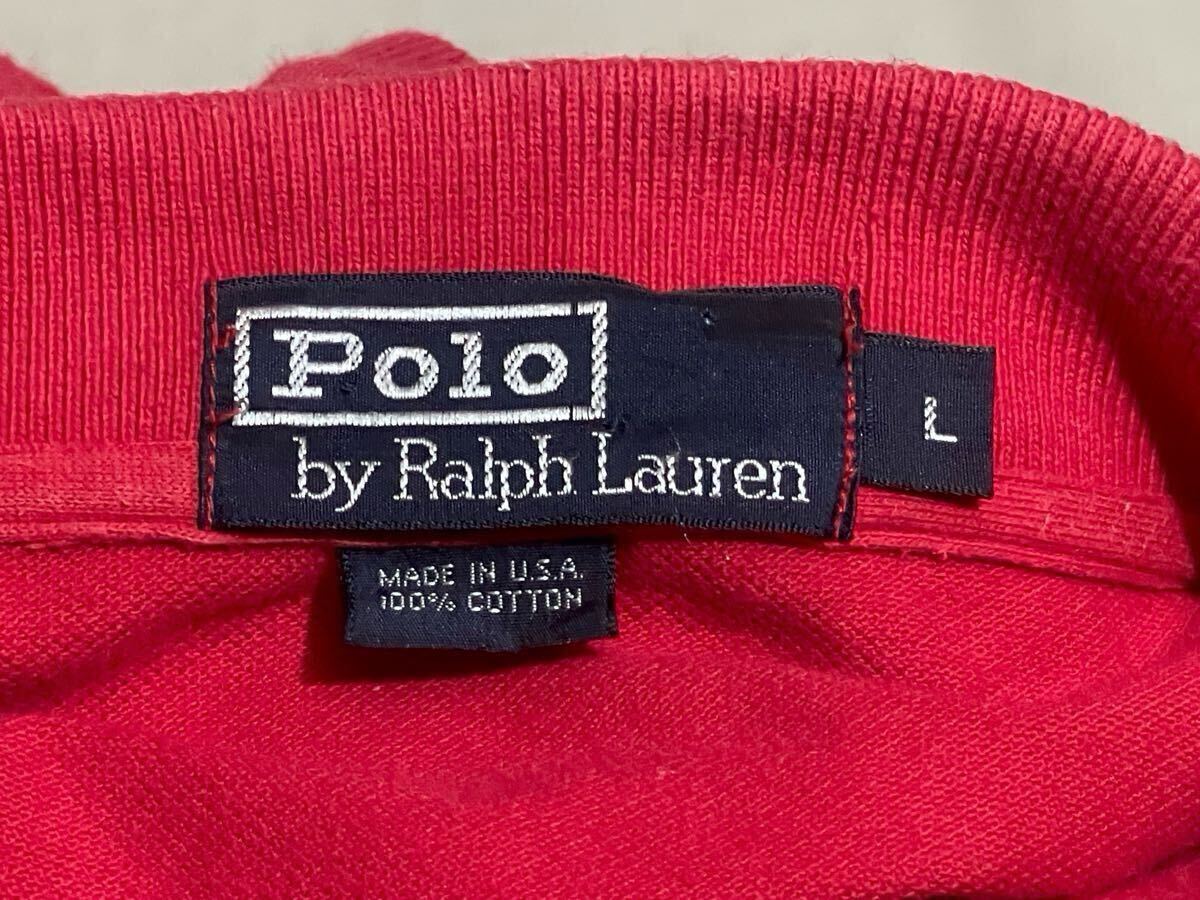 Polo
by Ralph Lauren
L
MADE IN U.S.A.
100% COTTON